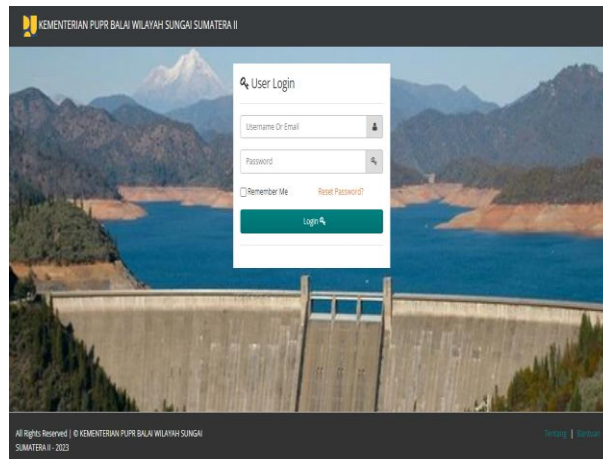 KEMENTERIAN PUPR BALAI WILAYAH SUNGAI SUMATERA II
User Login
Username Or Email
Password
Remember Me Reset Password?
Login
All Rights Reserved | © KEMENTERIAN PUPR BALAI WILAYAH SUNGAI
SUMATERA II - 2023
Tentang | Bantuan